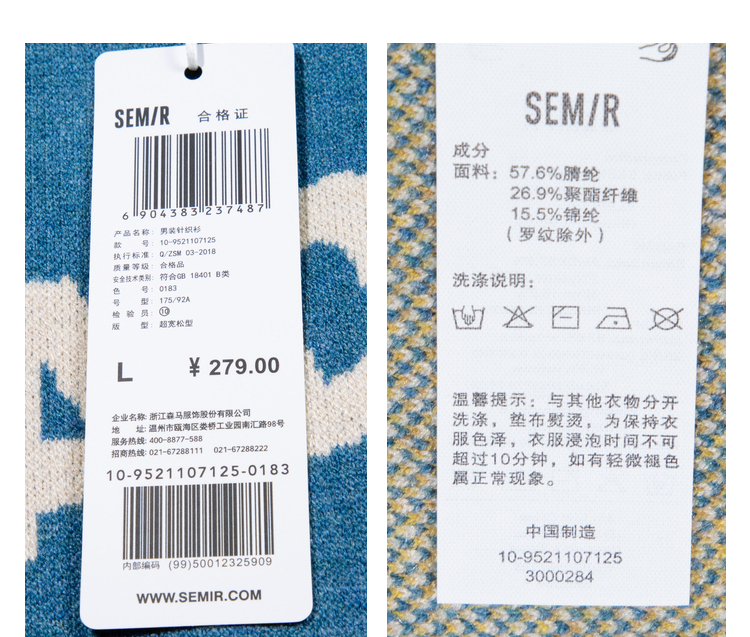 SEM/R 合格证
6 904383 237487
产品名称: 男装针织衫
款 号: 10-9521107125
执行标准: Q/ZSM 03-2018
质量等级: 合格品
安全技术类别: 符合GB 18401 B类
色 号: 0183
号 型: 175/92A
检 验 员: ⑩
版 型: 超宽松型
L ¥ 279.00
企业名称: 浙江森马服饰股份有限公司
地 址: 温州市瓯海区娄桥工业园南汇路98号
服务热线: 400-8877-588
招商热线: 021-67288111 021-67288222
10-9521107125-0183
内部编码 (99)50012325909
WWW.SEMIR.COM
SEM/R
成分
面料: 57.6%腈纶
26.9%聚酯纤维
15.5%锦纶
(罗纹除外)
洗涤说明:
温馨提示: 与其他衣物分开
洗涤, 垫布熨烫, 为保持衣
服色泽, 衣服浸泡时间不可
超过10分钟, 如有轻微褪色
属正常现象。
中国制造
10-9521107125
3000284